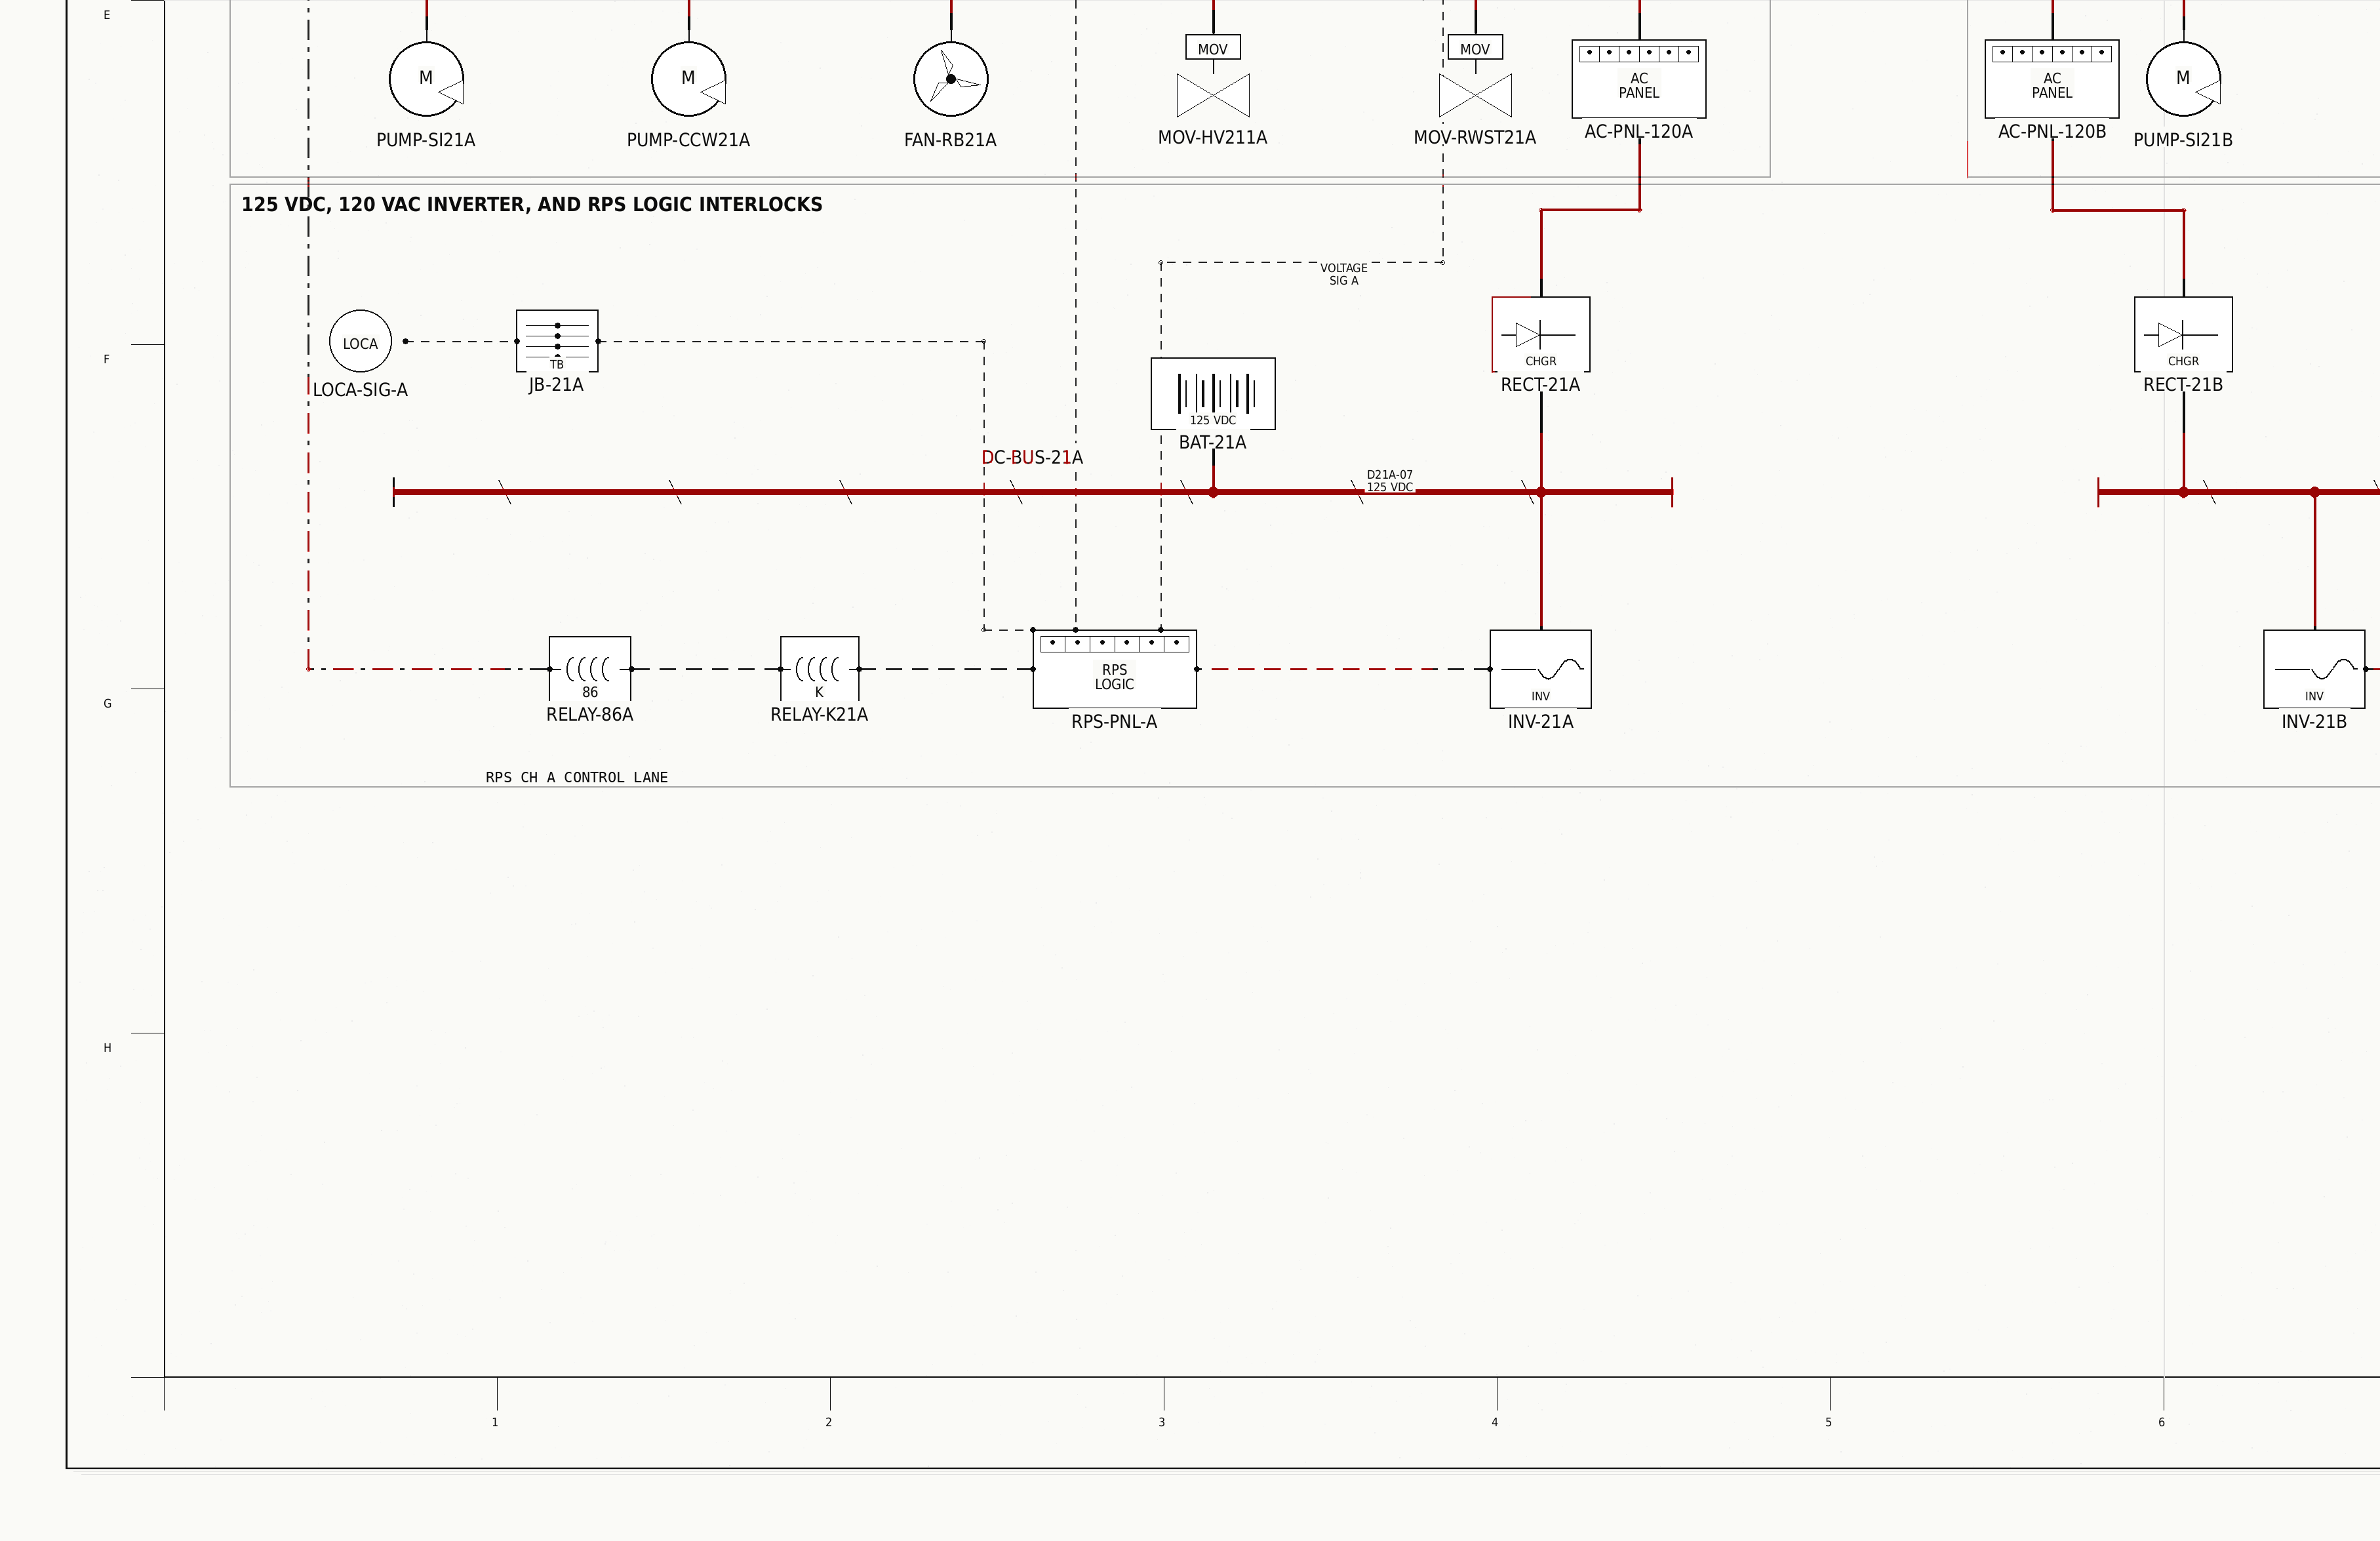 E
M
M
MOV
MOV
AC
PANEL
AC
PANEL
M
PUMP-SI21A
PUMP-CCW21A
FAN-RB21A
MOV-HV211A
MOV-RWST21A
AC-PNL-120A
AC-PNL-120B
PUMP-SI21B
125 VDC, 120 VAC INVERTER, AND RPS LOGIC INTERLOCKS
VOLTAGE
SIG A
F
LOCA
LOCA-SIG-A
TB
JB-21A
CHGR
RECT-21A
CHGR
RECT-21B
125 VDC
BAT-21A
DC-BUS-21A
D21A-07
125 VDC
G
86
RELAY-86A
K
RELAY-K21A
RPS
LOGIC
RPS-PNL-A
INV
INV-21A
INV
INV-21B
RPS CH A CONTROL LANE
H
1
2
3
4
5
6